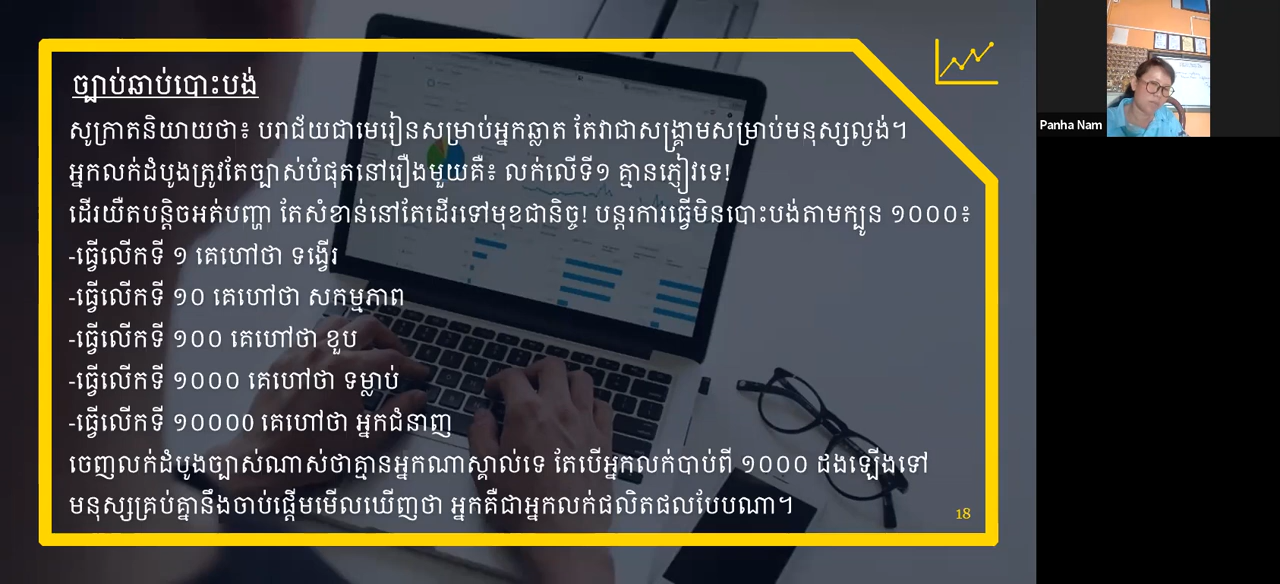 ច្បាប់ឆាប់បោះបង់
សូក្រាតនិយាយថា៖ បរាជ័យជាមេរៀនសម្រាប់អ្នកឆ្លាត តែវាជាសង្គ្រាមសម្រាប់មនុស្សល្ងង់។
អ្នកលក់ដំបូងត្រូវតែច្បាស់បំផុតនៅរឿងមួយគឺ៖ លក់លើទី១ គ្មានភ្ញៀវទេ!
ដើរយឺតបន្តិចអត់បញ្ហា តែសំខាន់នៅតែដើរទៅមុខជានិច្ច! បន្តរការធ្វើមិនបោះបង់តាមក្បួន ១០០០៖
-ធ្វើលើកទី ១ គេហៅថា ទង្វើរ
-ធ្វើលើកទី ១០ គេហៅថា សកម្មភាព
-ធ្វើលើកទី ១០០ គេហៅថា ខួប
-ធ្វើលើកទី ១០០០ គេហៅថា ទម្លាប់
-ធ្វើលើកទី ១០០០0 គេហៅថា អ្នកជំនាញ
ចេញលក់ដំបូងច្បាស់ណាស់ថាគ្មានអ្នកណាស្គាល់ទេ តែបើអ្នកលក់បាប់ពី ១០០០ ដងឡើងទៅ
មនុស្សគ្រប់គ្នានឹងចាប់ផ្ដើមមើលឃើញថា អ្នកគឺជាអ្នកលក់ផលិតផលបែបណា។
18
Panha Nam